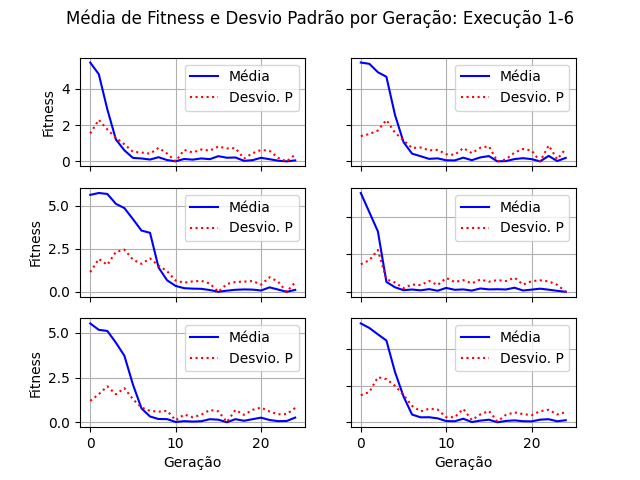 Média de Fitness e Desvio Padrão por Geração: Execução 1-6
Fitness
4
2
0
Média
Desvio. P
Média
Desvio. P
Fitness
5.0
2.5
0.0
Média
Desvio. P
Média
Desvio. P
Fitness
5.0
2.5
0.0
Média
Desvio. P
Média
Desvio. P
0 10 20
0 10 20
Geração
Geração